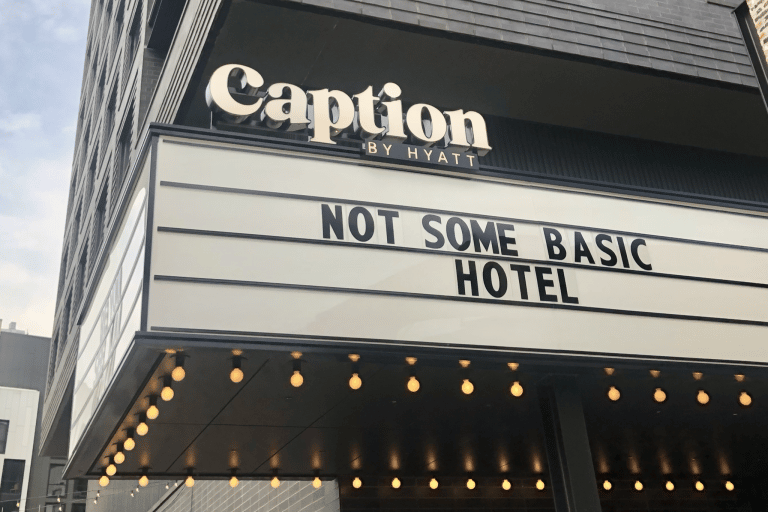 Caption
BY HYATT
NOT SOME BASIC
HOTEL